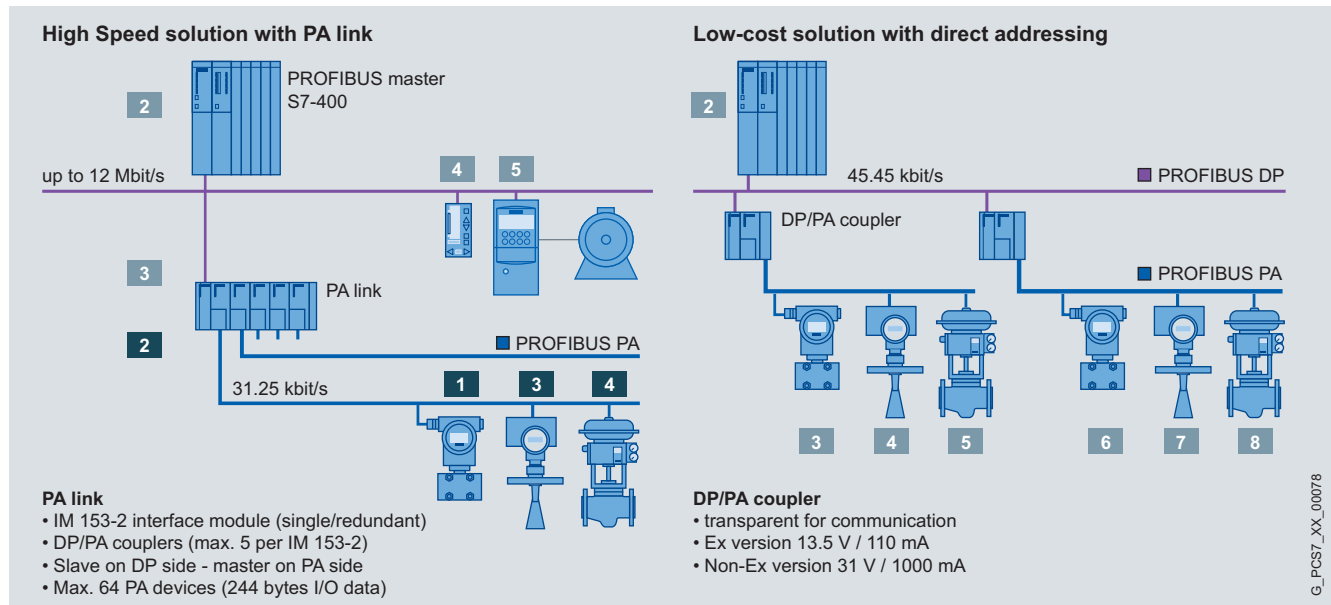 High Speed solution with PA link
PROFIBUS master
S7-400
2
up to 12 Mbit/s
4
5
3
PA link
2
PROFIBUS PA
31.25 kbit/s
1
3
4
PA link
• IM 153-2 interface module (single/redundant)
• DP/PA couplers (max. 5 per IM 153-2)
• Slave on DP side - master on PA side
• Max. 64 PA devices (244 bytes I/O data)
Low-cost solution with direct addressing
2
45.45 kbit/s
PROFIBUS DP
DP/PA coupler
PROFIBUS PA
3
4
5
6
7
8
DP/PA coupler
• transparent for communication
• Ex version 13.5 V / 110 mA
• Non-Ex version 31 V / 1000 mA
G_PCS7_XX_00078